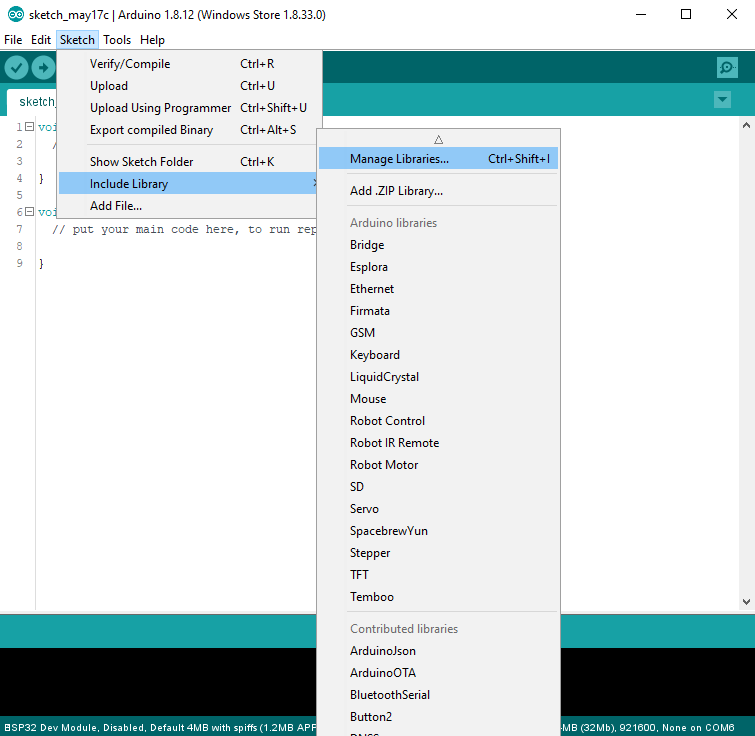 sketch_may17c | Arduino 1.8.12 (Windows Store 1.8.33.0)
File Edit Sketch Tools Help
Verify/Compile Ctrl+R
Upload Ctrl+U
Upload Using Programmer Ctrl+Shift+U
Export compiled Binary Ctrl+Alt+S
Show Sketch Folder Ctrl+K
Include Library
Add File...
sketch_
1 voi
2 /
3
4 }
5
6 voi
7 // put your main code here, to run rep
8
9 }
Manage Libraries... Ctrl+Shift+I
Add .ZIP Library...
Arduino libraries
Bridge
Esplora
Ethernet
Firmata
GSM
Keyboard
LiquidCrystal
Mouse
Robot Control
Robot IR Remote
Robot Motor
SD
Servo
SpacebrewYun
Stepper
TFT
Temboo
Contributed libraries
ArduinoJson
ArduinoOTA
BluetoothSerial
Button2
ESP32 Dev Module, Disabled, Default 4MB with spiffs (1.2MB APP MB (32Mb), 921600, None on COM6